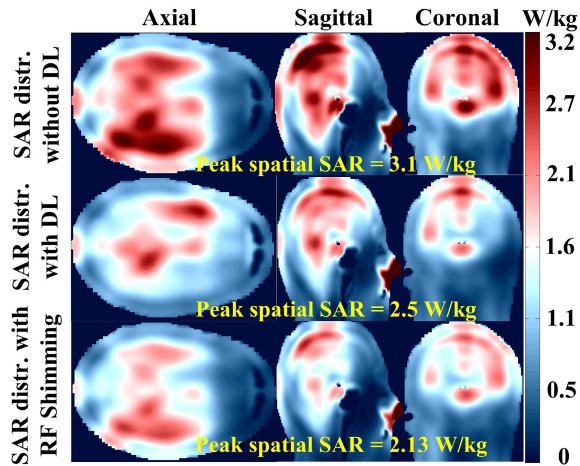 Axial
Sagittal
Coronal
W/kg
SAR distr.
without DL
Peak spatial SAR = 3.1 W/kg
SAR distr.
with DL
Peak spatial SAR = 2.5 W/kg
SAR distr. with
RF Shimming
Peak spatial SAR = 2.13 W/kg
3.2
2.7
2.1
1.6
1.1
0.5
0